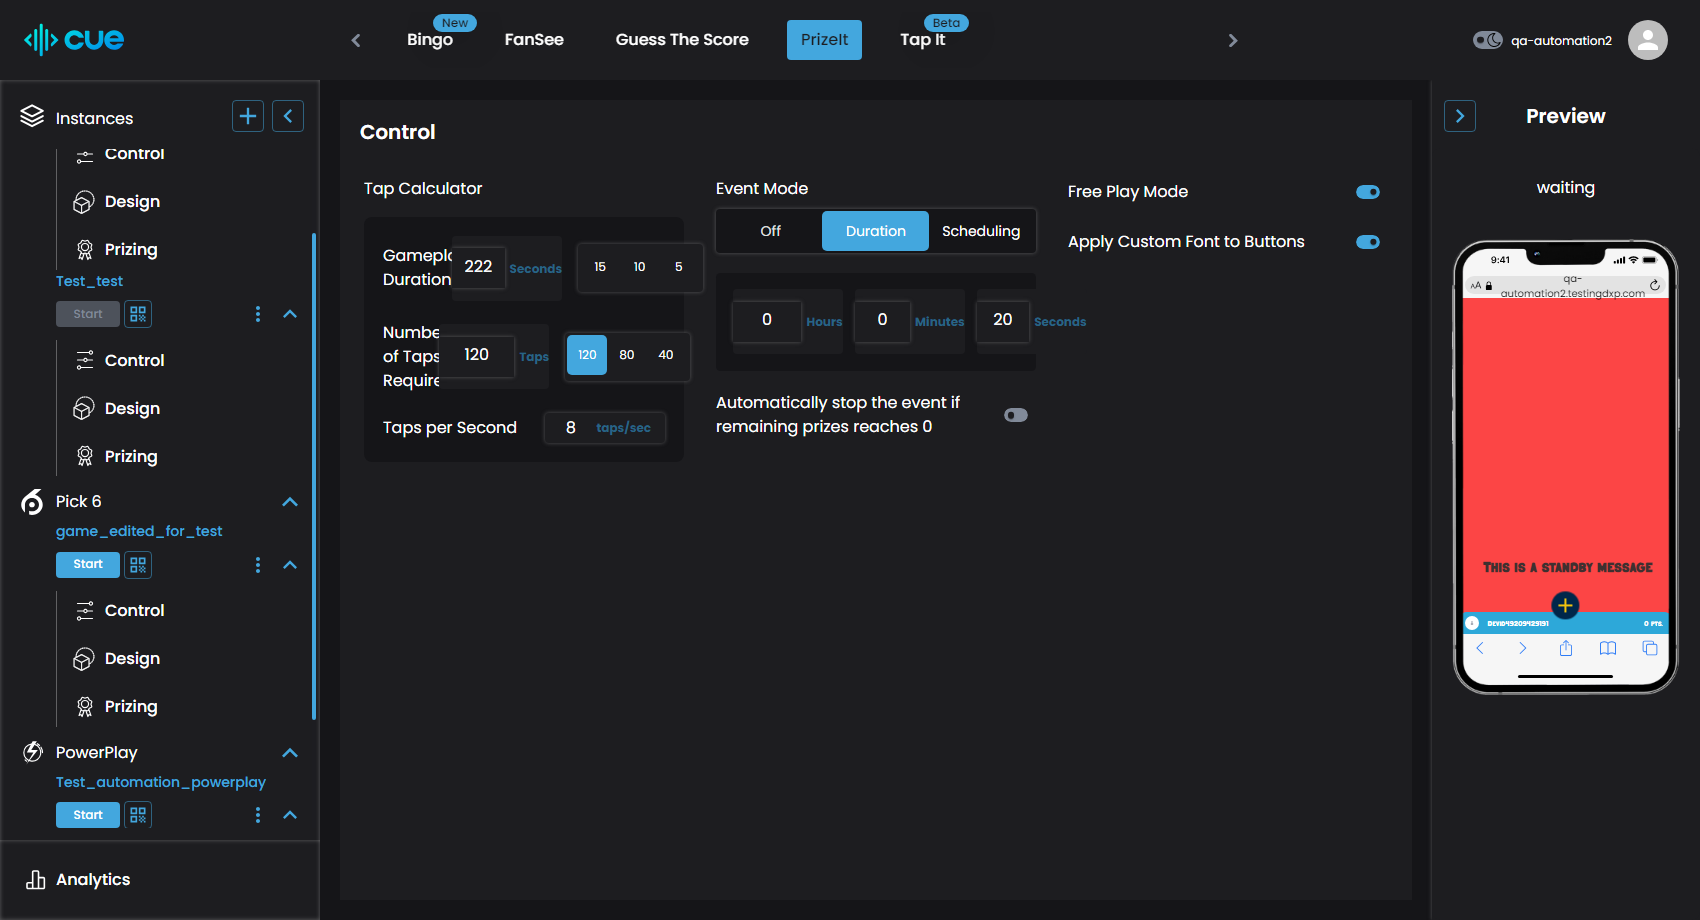 cue
Bingo
New
FanSee
Guess The Score
PrizeIt
Tap It
Beta
qa-automation2
Instances
Control
Design
Prizing
Test_test
Start
Control
Design
Prizing
Pick 6
game_edited_for_test
Start
Control
Design
Prizing
PowerPlay
Test_automation_powerplay
Start
Analytics
Control
Tap Calculator
Gamepla
Duration
222 Seconds
15 10 5
Numbe
of Taps
Require
120 Taps
120 80 40
Taps per Second
8 taps/sec
Event Mode
Off Duration Scheduling
0 Hours 0 Minutes 20 Seconds
Automatically stop the event if
remaining prizes reaches 0
Free Play Mode
Apply Custom Font to Buttons
Preview
waiting
9:41
AA
qa-
automation2.testingdxp.com
This is a standby message
0 PTS.